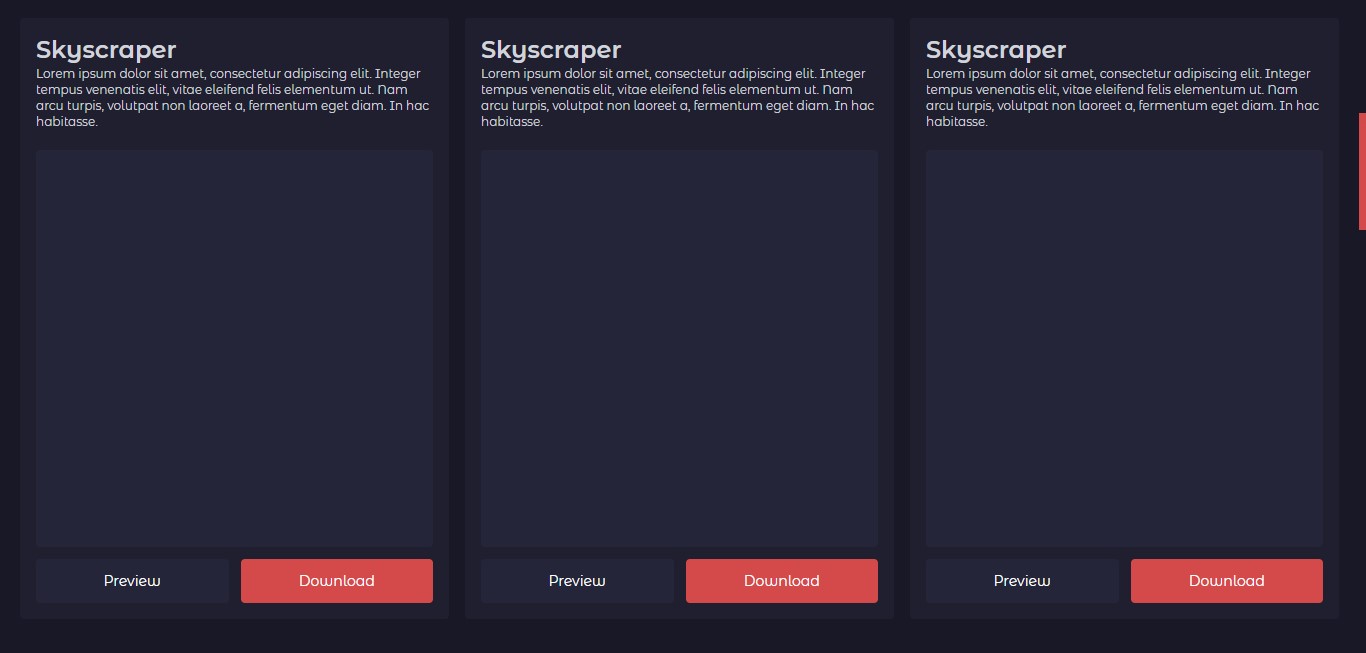 Skyscraper
Lorem ipsum dolor sit amet, consectetur adipiscing elit. Integer
tempus venenatis elit, vitae eleifend felis elementum ut. Nam
arcu turpis, volutpat non laoreet a, fermentum eget diam. In hac
habitasse.
Preview
Download
Skyscraper
Lorem ipsum dolor sit amet, consectetur adipiscing elit. Integer
tempus venenatis elit, vitae eleifend felis elementum ut. Nam
arcu turpis, volutpat non laoreet a, fermentum eget diam. In hac
habitasse.
Preview
Download
Skyscraper
Lorem ipsum dolor sit amet, consectetur adipiscing elit. Integer
tempus venenatis elit, vitae eleifend felis elementum ut. Nam
arcu turpis, volutpat non laoreet a, fermentum eget diam. In hac
habitasse.
Preview
Download